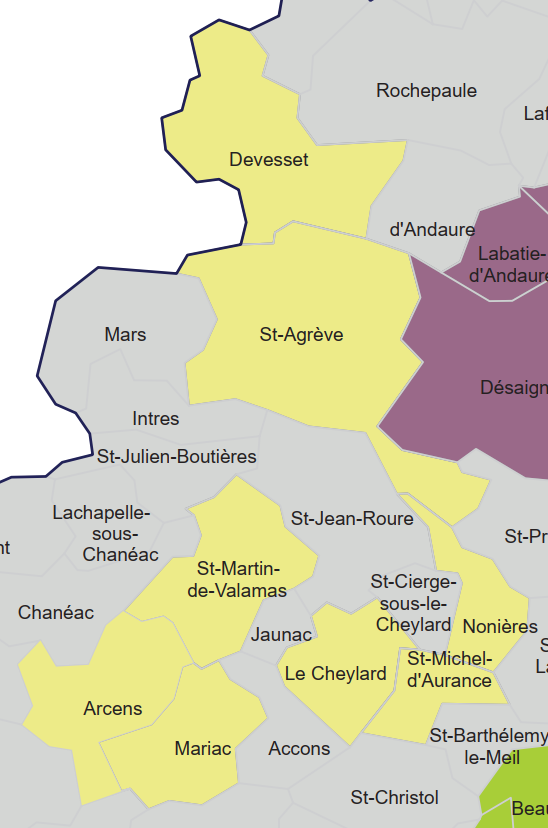 Rochepaule
Laf
Devesset
d'Andaure
Labatie-
d'Andaure
Mars
St-Agrève
Désaign
Intres
St-Julien-Boutières
Lachapelle-
sous-
Chanéac
St-Jean-Roure
nt
St-Pr
St-Martin-
de-Valamas
St-Cierge-
sous-le-
Cheylard
Chanéac
Jaunac
Nonières
S
La
Le Cheylard
St-Michel-
d'Aurance
Arcens
Mariac
Accons
St-Barthélemy
le-Meil
St-Christol
Beau